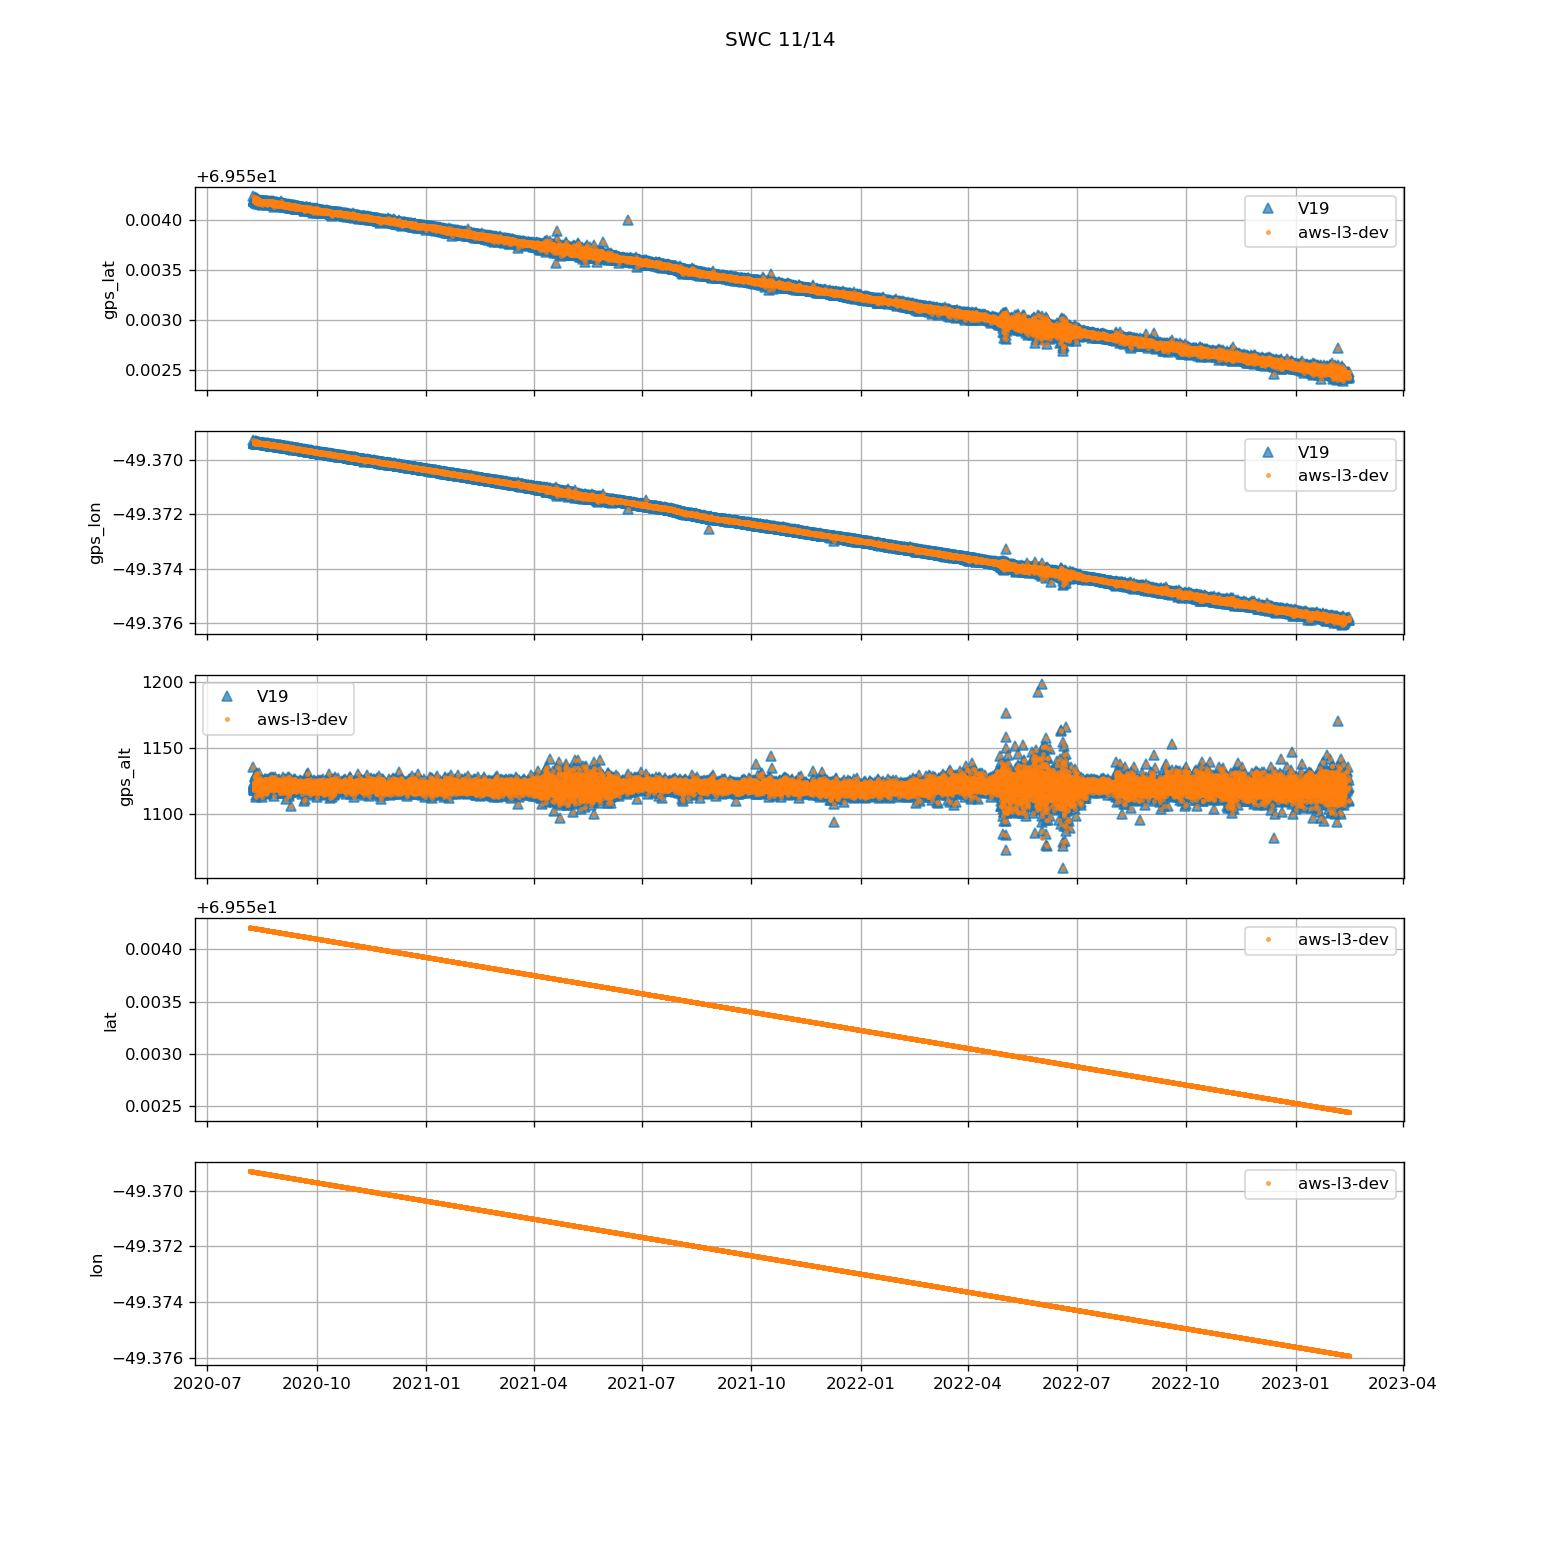 SWC 11/14
+6.955e1
0.0040
0.0035
0.0030
0.0025
gps_lat
V19
aws-l3-dev
−49.370
−49.372
−49.374
−49.376
gps_lon
V19
aws-l3-dev
1200
1150
1100
gps_alt
V19
aws-l3-dev
+6.955e1
0.0040
0.0035
0.0030
0.0025
lat
aws-l3-dev
−49.370
−49.372
−49.374
−49.376
lon
aws-l3-dev
2020-07 2020-10 2021-01 2021-04 2021-07 2021-10 2022-01 2022-04 2022-07 2022-10 2023-01 2023-04